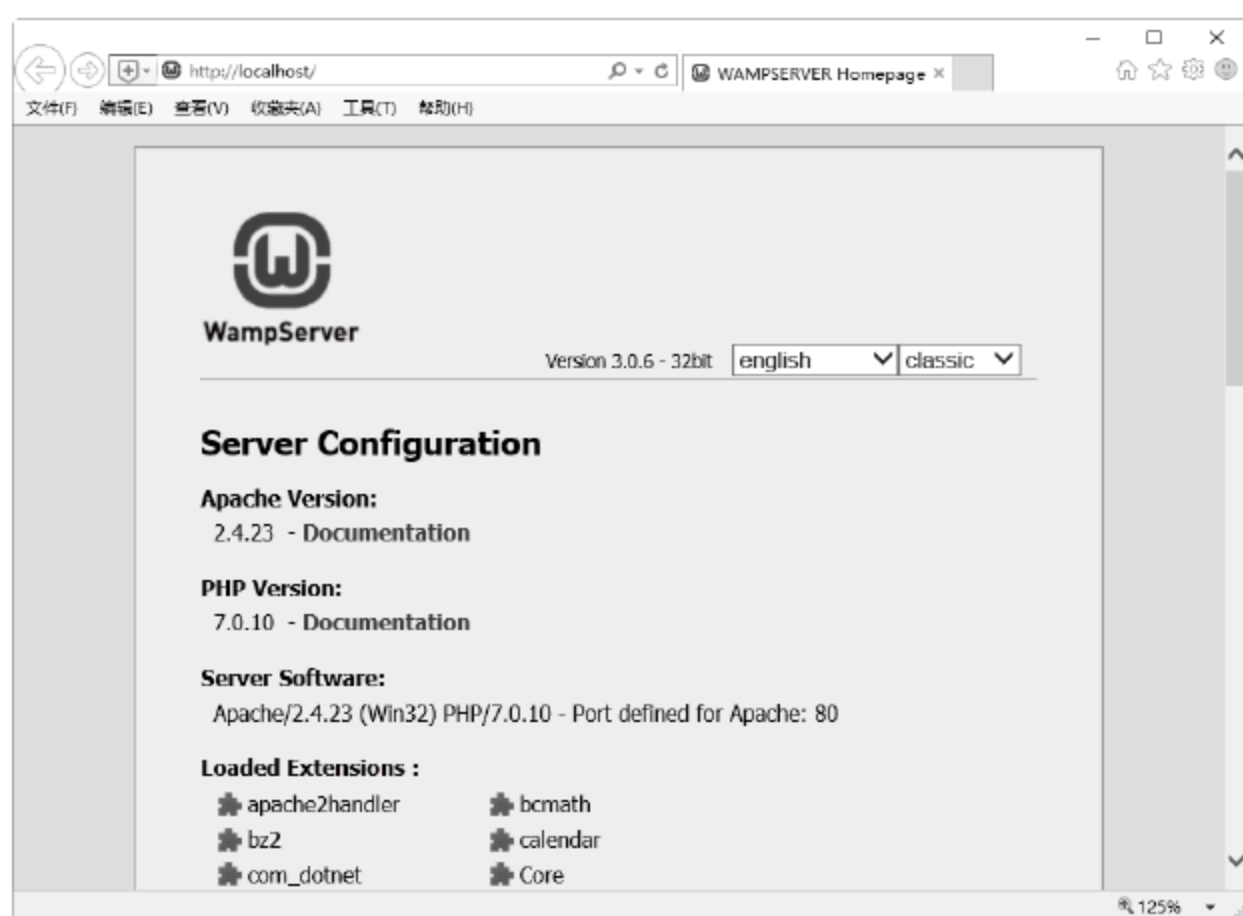 http://localhost/
WAMPSERVER Homepage
文件(F) 编辑(E) 查看(V) 收藏夹(A) 工具(T) 帮助(H)
WampServer
Version 3.0.6 - 32bit english classic
Server Configuration
Apache Version:
2.4.23 - Documentation
PHP Version:
7.0.10 - Documentation
Server Software:
Apache/2.4.23 (Win32) PHP/7.0.10 - Port defined for Apache: 80
Loaded Extensions :
apache2handler bcmath
bz2 calendar
com_dotnet Core
125%